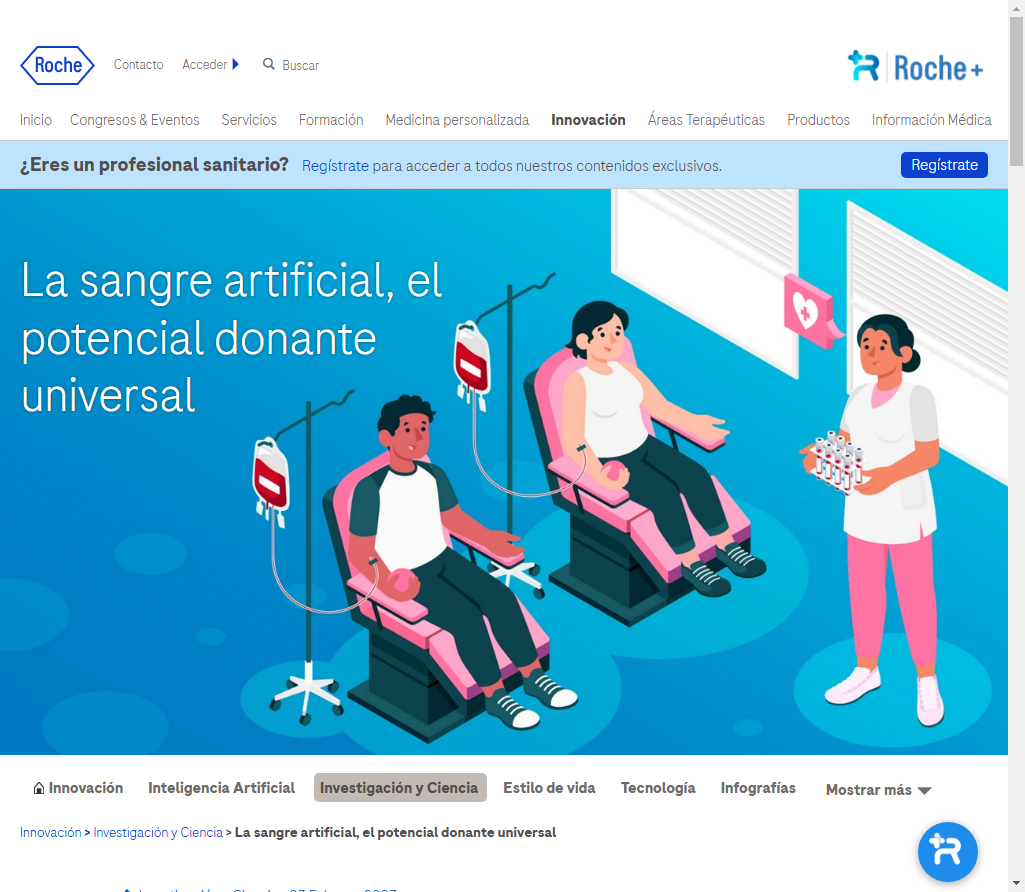 Roche
Contacto
Acceder
Buscar
Roche+
Inicio
Congresos & Eventos
Servicios
Formación
Medicina personalizada
Innovación
Áreas Terapéuticas
Productos
Información Médica
¿Eres un profesional sanitario?
Regístrate para acceder a todos nuestros contenidos exclusivos.
Regístrate
La sangre artificial, el
potencial donante
universal
Innovación
Inteligencia Artificial
Investigación y Ciencia
Estilo de vida
Tecnología
Infografías
Mostrar más
Innovación > Investigación y Ciencia > La sangre artificial, el potencial donante universal